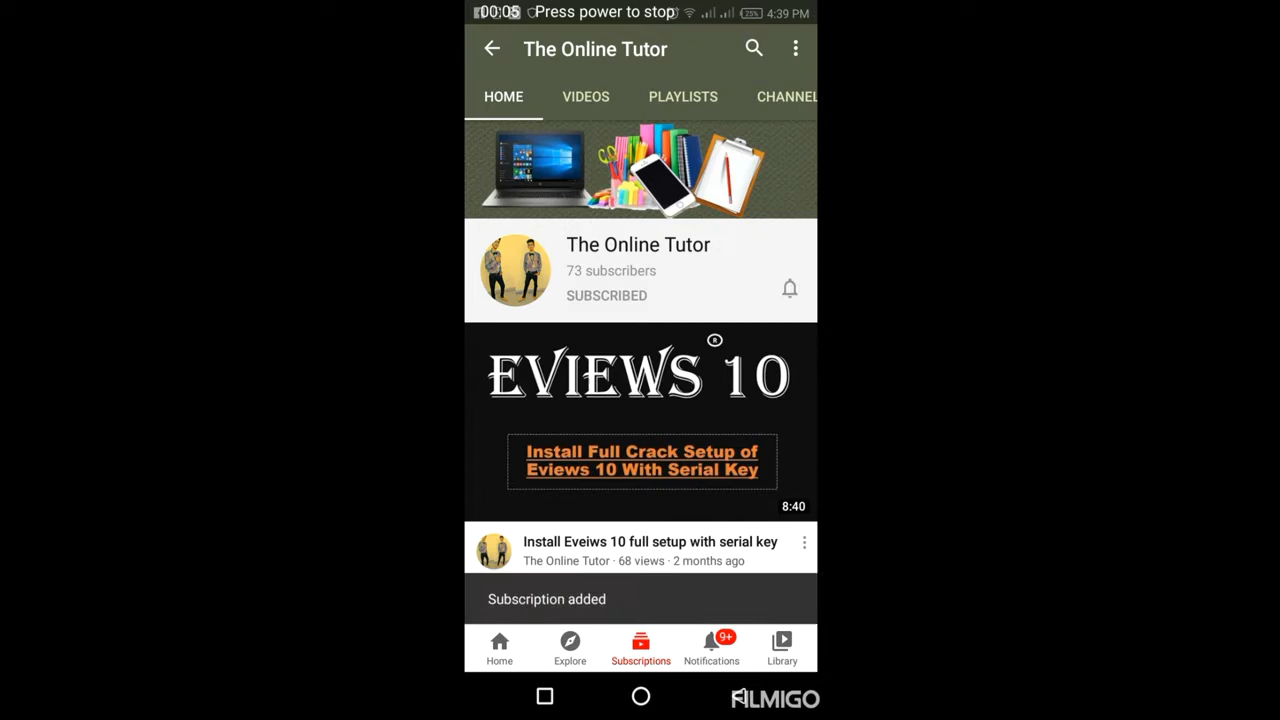 00:05 Press power to stop 25% 4:39 PM
The Online Tutor
HOME VIDEOS PLAYLISTS CHANNEL
The Online Tutor
73 subscribers
SUBSCRIBED
EVIEWS ® 10
Install Full Crack Setup of
Eviews 10 With Serial Key
8:40
Install Eveiws 10 full setup with serial key
The Online Tutor · 68 views · 2 months ago
Subscription added
9+
Home Explore Subscriptions Notifications Library
FILMIGO